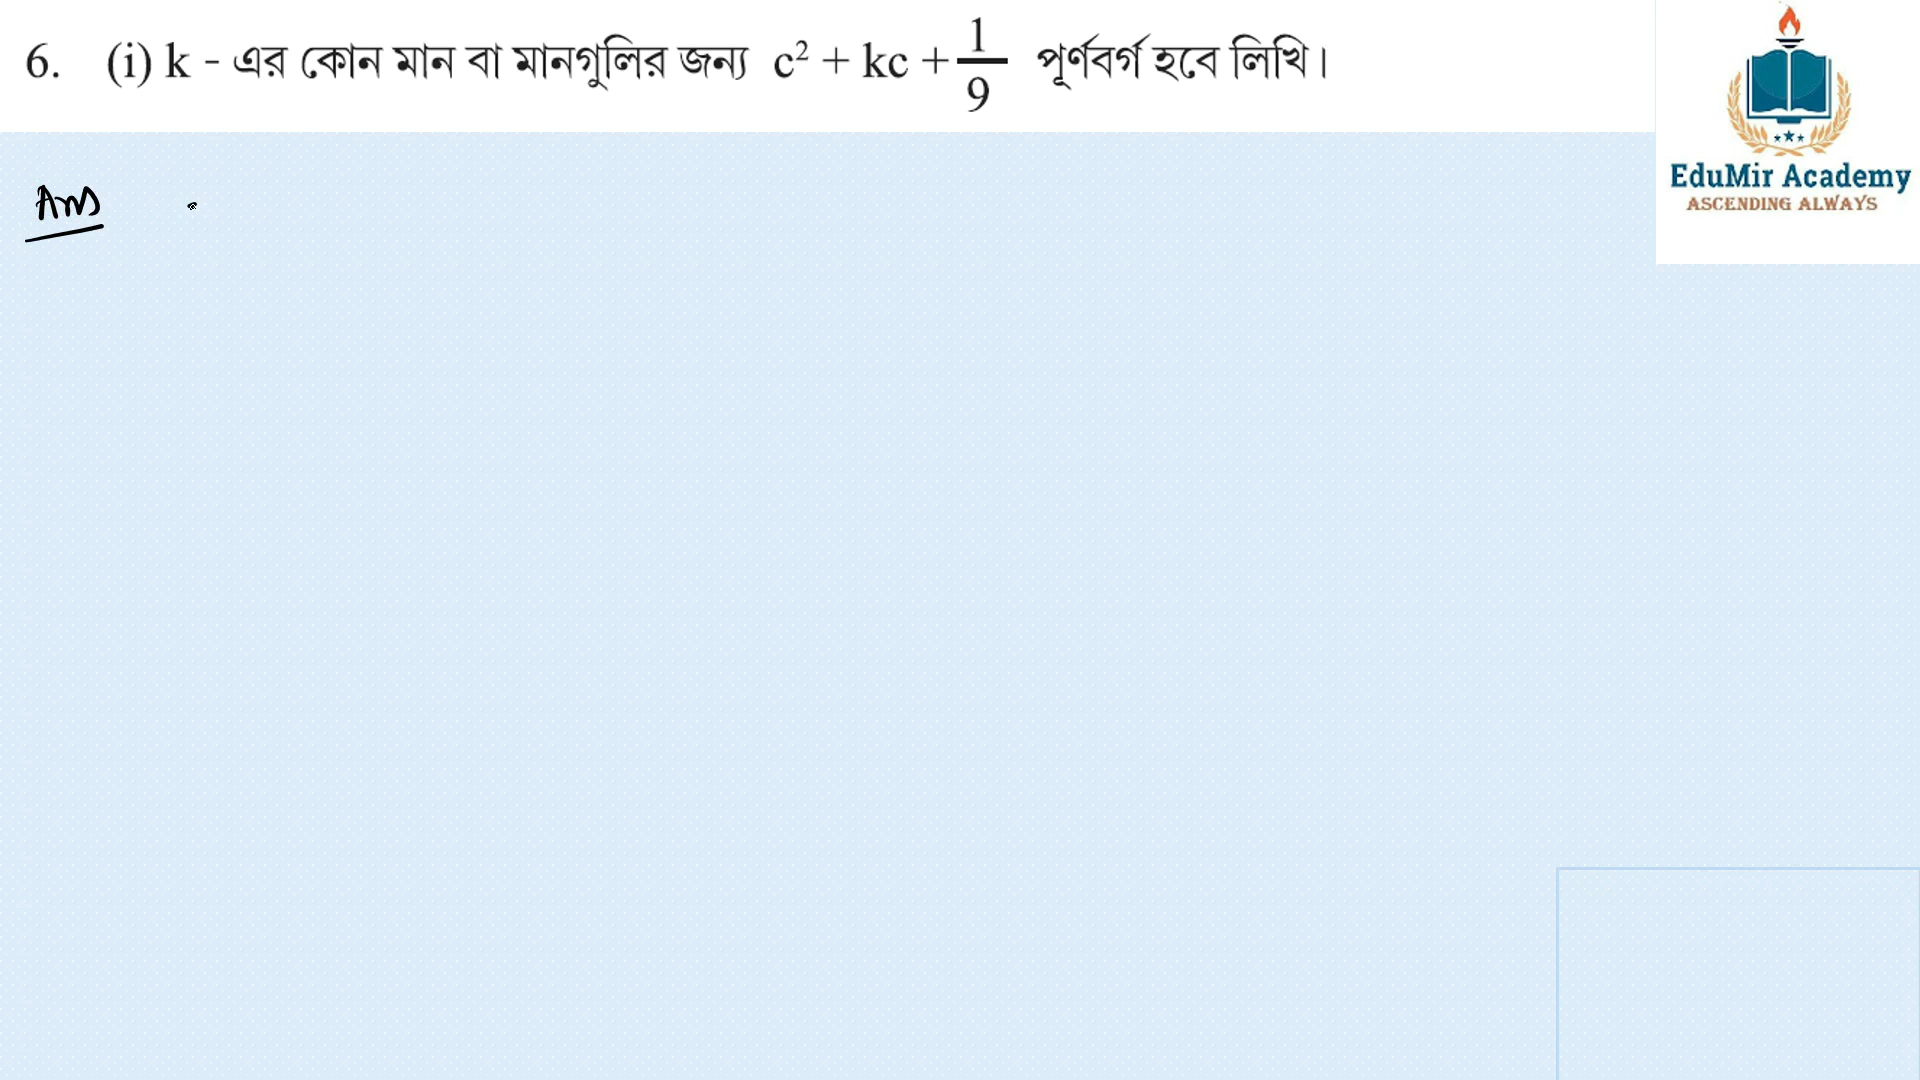 6. (i) k - এর কোন মান বা মানগুলির জন্য c² + kc + 1/9 পূর্ণবর্গ হবে লিখি।
EduMir Academy
ASCENDING ALWAYS
Ans